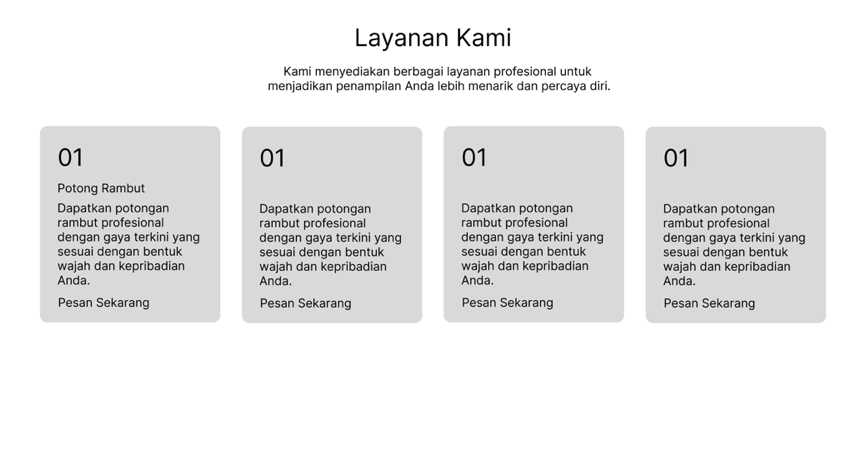 Layanan Kami
Kami menyediakan berbagai layanan profesional untuk
menjadikan penampilan Anda lebih menarik dan percaya diri.
01
Potong Rambut
Dapatkan potongan
rambut profesional
dengan gaya terkini yang
sesuai dengan bentuk
wajah dan kepribadian
Anda.
Pesan Sekarang
01
Dapatkan potongan
rambut profesional
dengan gaya terkini yang
sesuai dengan bentuk
wajah dan kepribadian
Anda.
Pesan Sekarang
01
Dapatkan potongan
rambut profesional
dengan gaya terkini yang
sesuai dengan bentuk
wajah dan kepribadian
Anda.
Pesan Sekarang
01
Dapatkan potongan
rambut profesional
dengan gaya terkini yang
sesuai dengan bentuk
wajah dan kepribadian
Anda.
Pesan Sekarang